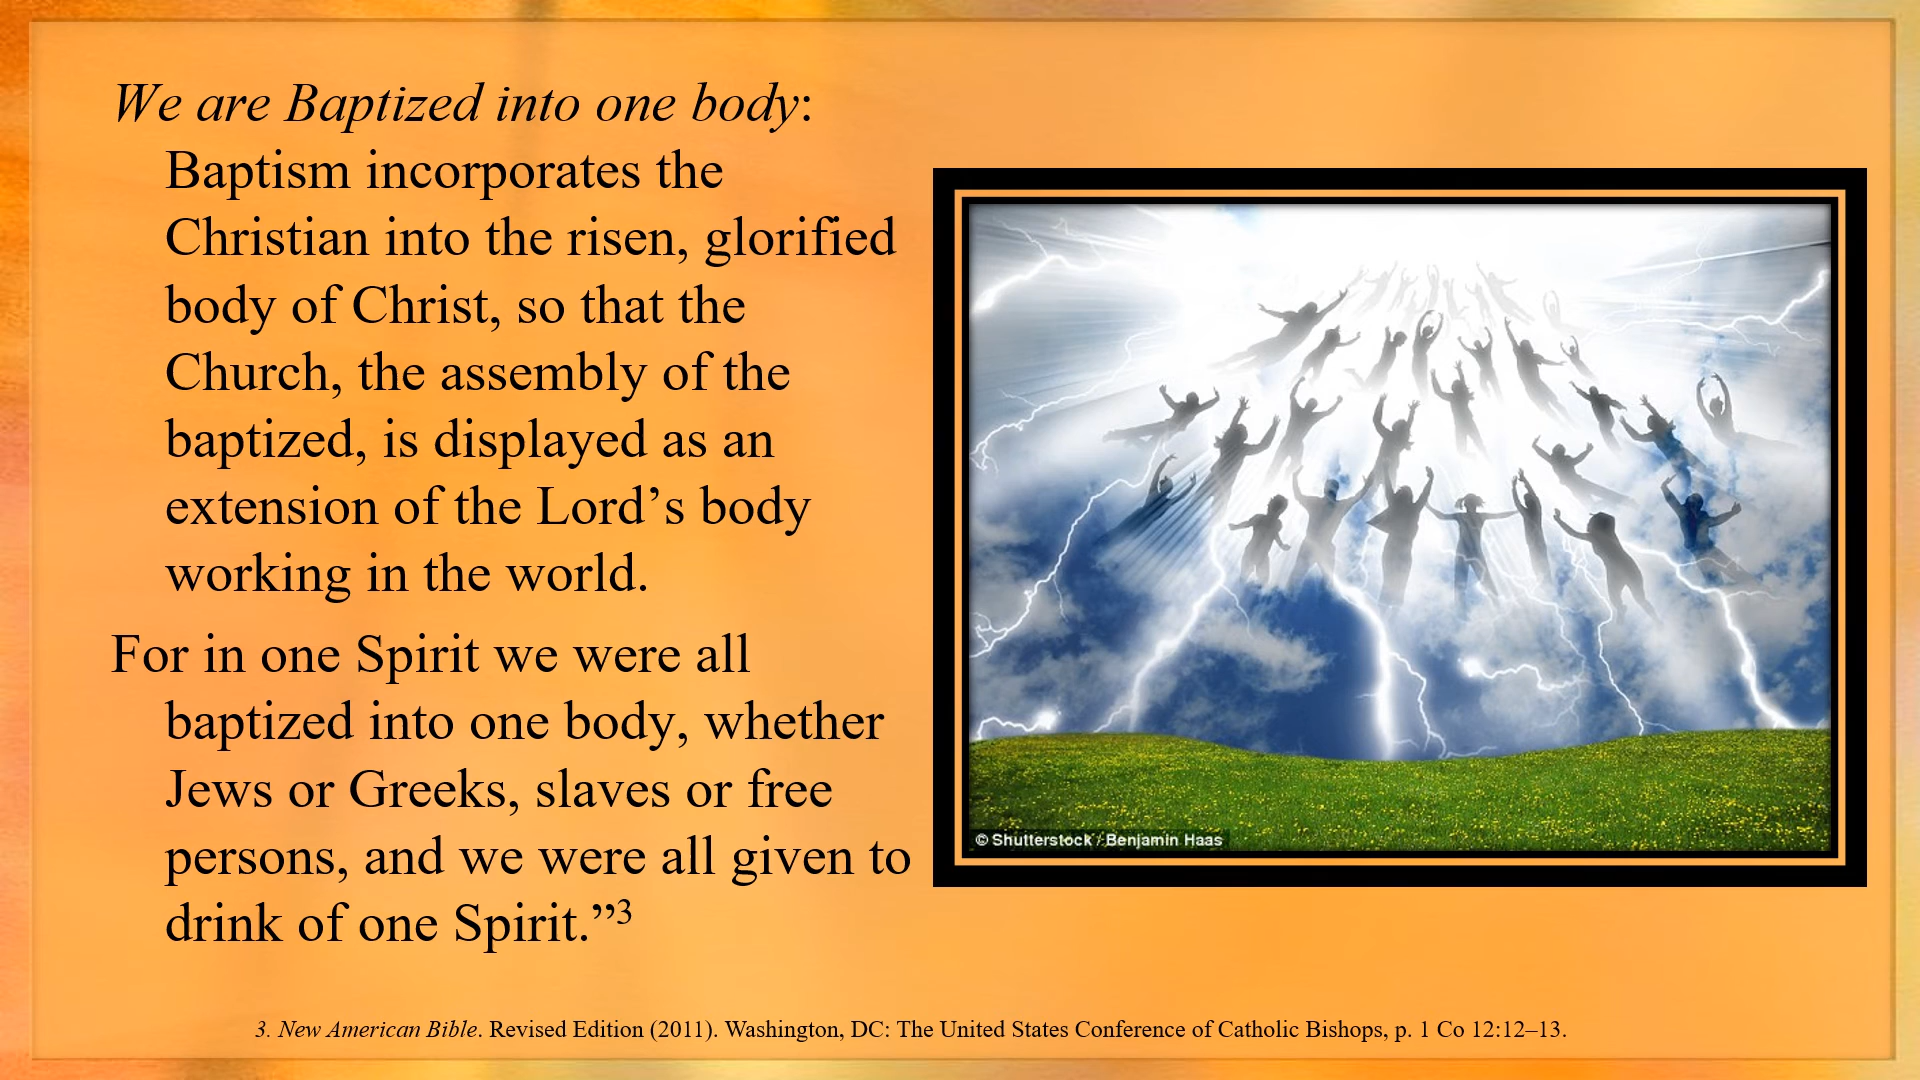 We are Baptized into one body:
Baptism incorporates the
Christian into the risen, glorified
body of Christ, so that the
Church, the assembly of the
baptized, is displayed as an
extension of the Lord’s body
working in the world.
For in one Spirit we were all
baptized into one body, whether
Jews or Greeks, slaves or free
persons, and we were all given to
drink of one Spirit.”3
© Shutterstock / Benjamin Haas
3. New American Bible. Revised Edition (2011). Washington, DC: The United States Conference of Catholic Bishops, p. 1 Co 12:12–13.